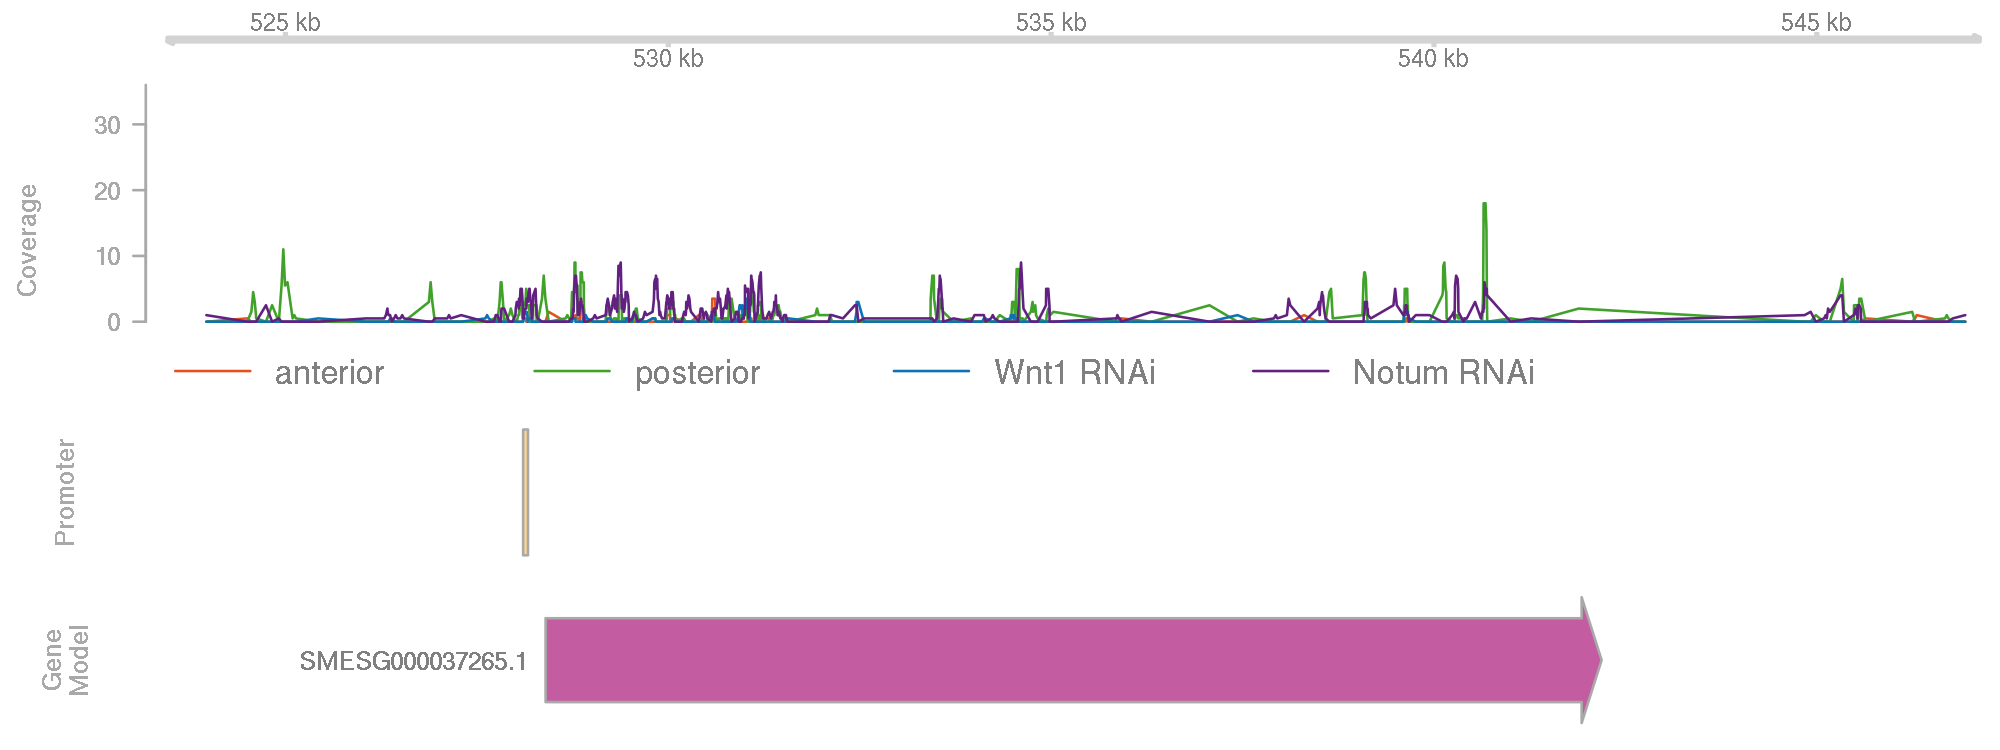 525 kb 535 kb 545 kb
530 kb 540 kb
Coverage
30
20
10
0
anterior posterior Wnt1 RNAi Notum RNAi
Promoter
Gene
Model
SMESG000037265.1